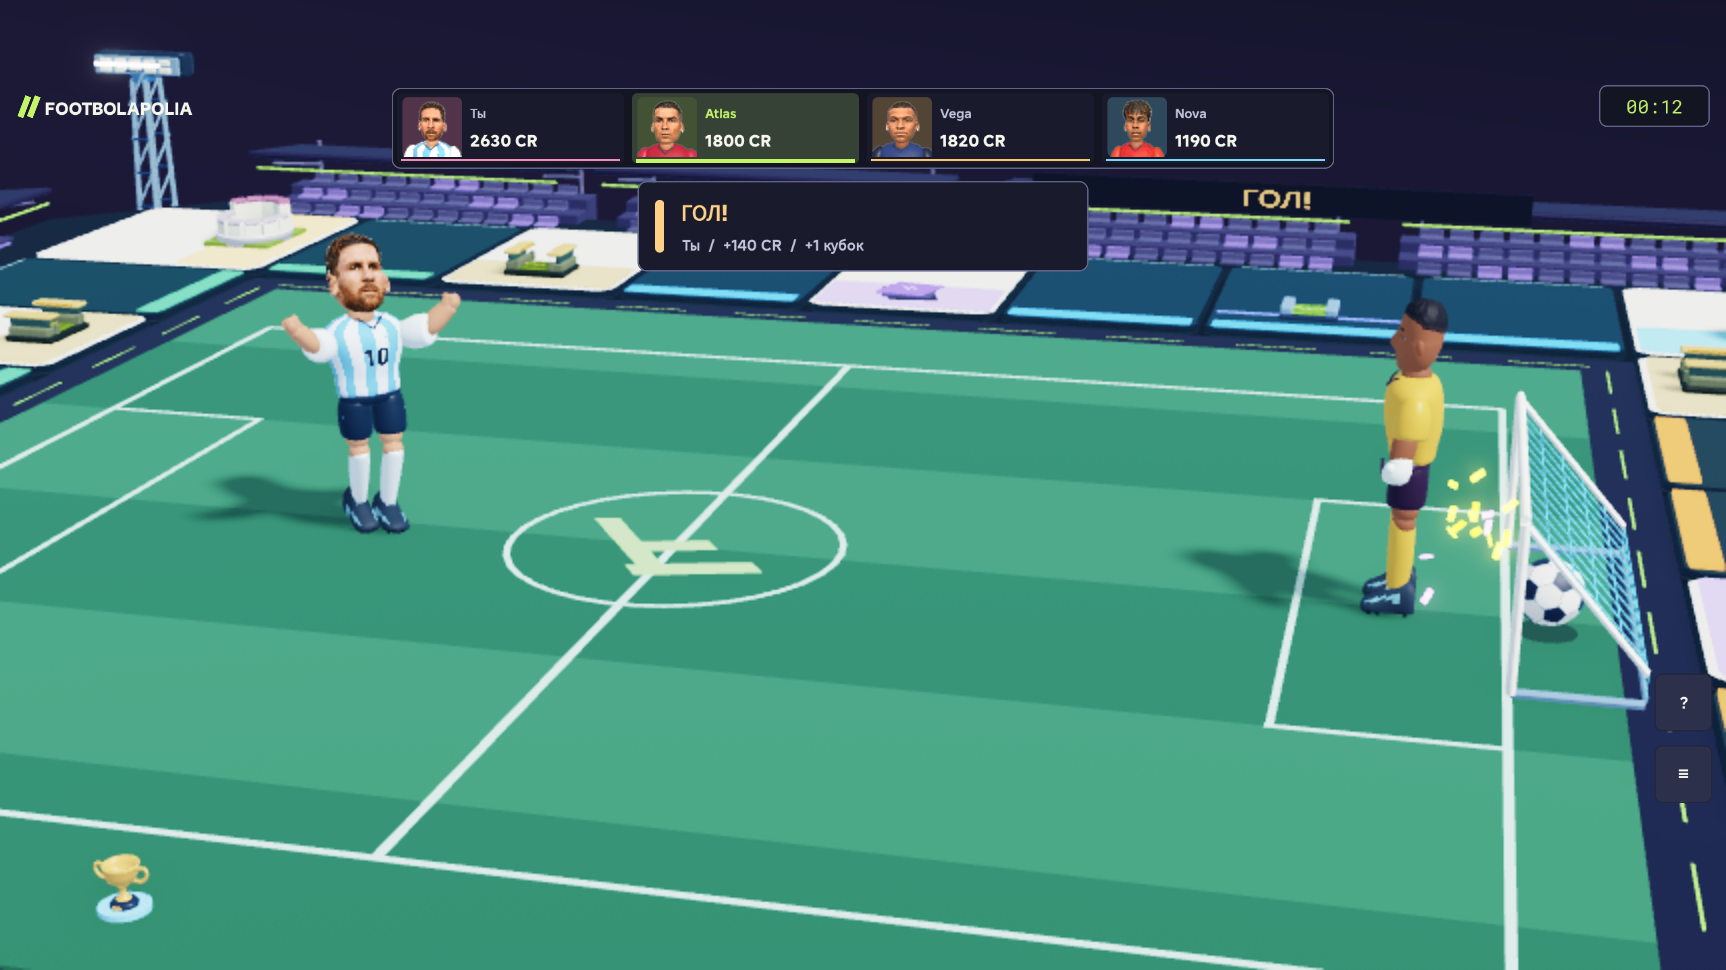 FOOTBOLAPOLIA
Ты
2630 CR
Atlas
1800 CR
Vega
1820 CR
Nova
1190 CR
00:12
ГОЛ!
Ты / +140 CR / +1 кубок
ГОЛ!
10
?